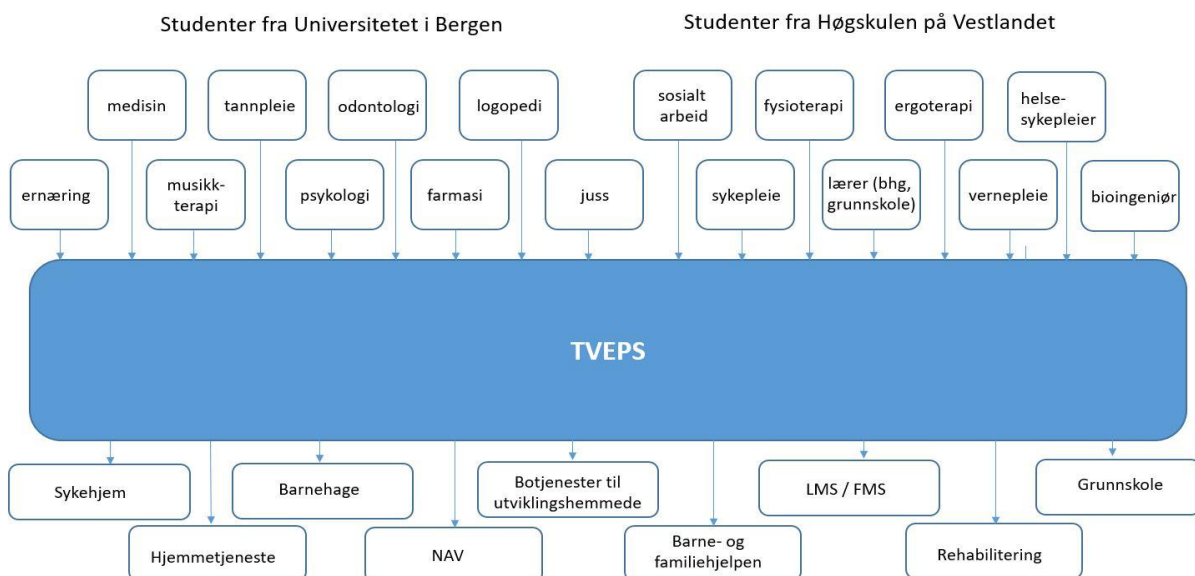 Studenter fra Universitetet i Bergen
Studenter fra Høgskulen på Vestlandet
medisin
tannpleie
odontologi
logopedi
sosialt
arbeid
fysioterapi
ergoterapi
helse-
sykepleier
ernæring
musikk-
terapi
psykologi
farmasi
juss
sykepleie
lærer (bhg,
grunnskole)
vernepleie
bioingeniør
TVEPS
Sykehjem
Barnehage
Botjenester til
utviklingshemmede
LMS / FMS
Grunnskole
Hjemmetjeneste
NAV
Barne- og
familiehjelpen
Rehabilitering